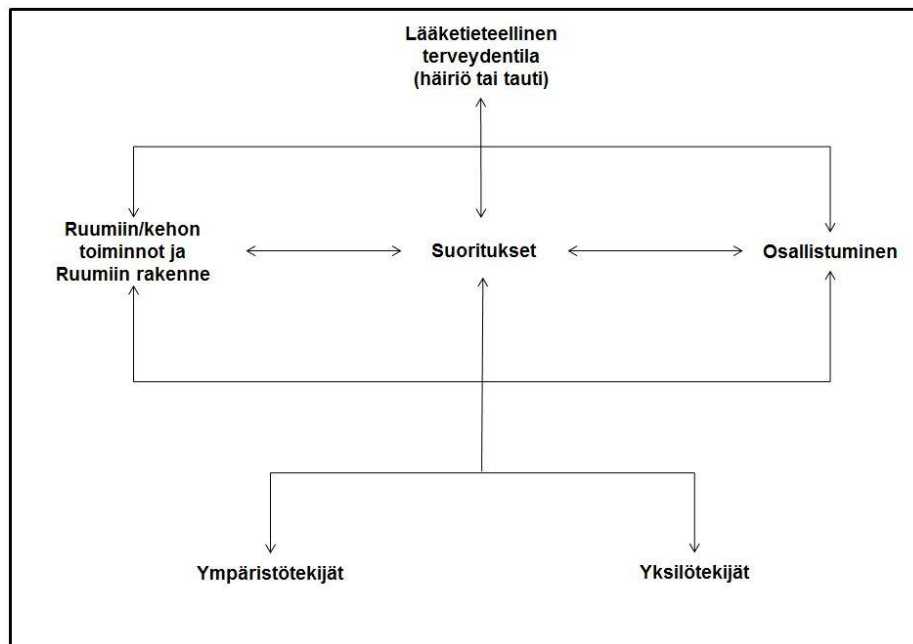 Lääketieteellinen
terveydentila
(häiriö tai tauti)
Ruumiin/kehon
toiminnot ja
Ruumiin rakenne
Suoritukset
Osallistuminen
Ympäristötekijät
Yksilötekijät